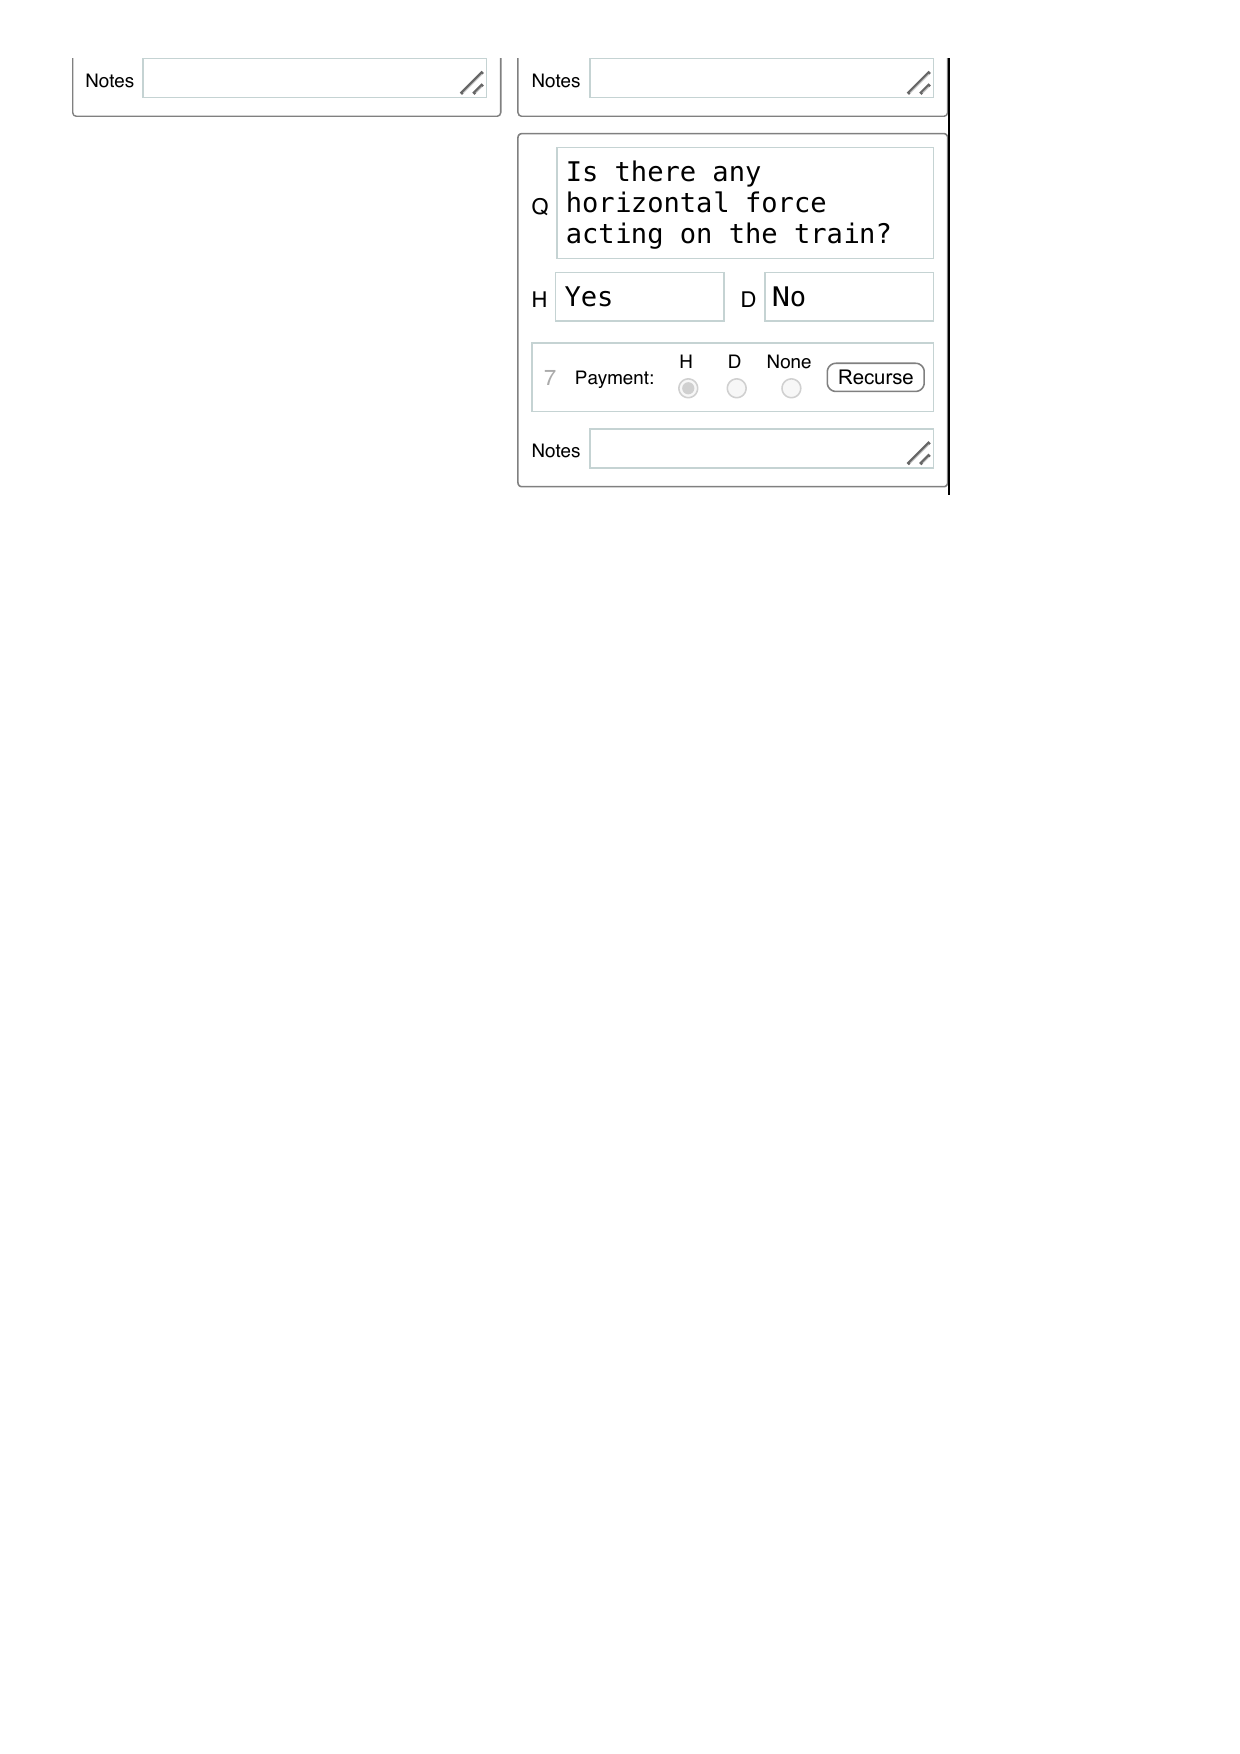 Notes
Notes
Q
Is there any
horizontal force
acting on the train?
H Yes D No
H D None
7 Payment: Recurse
Notes